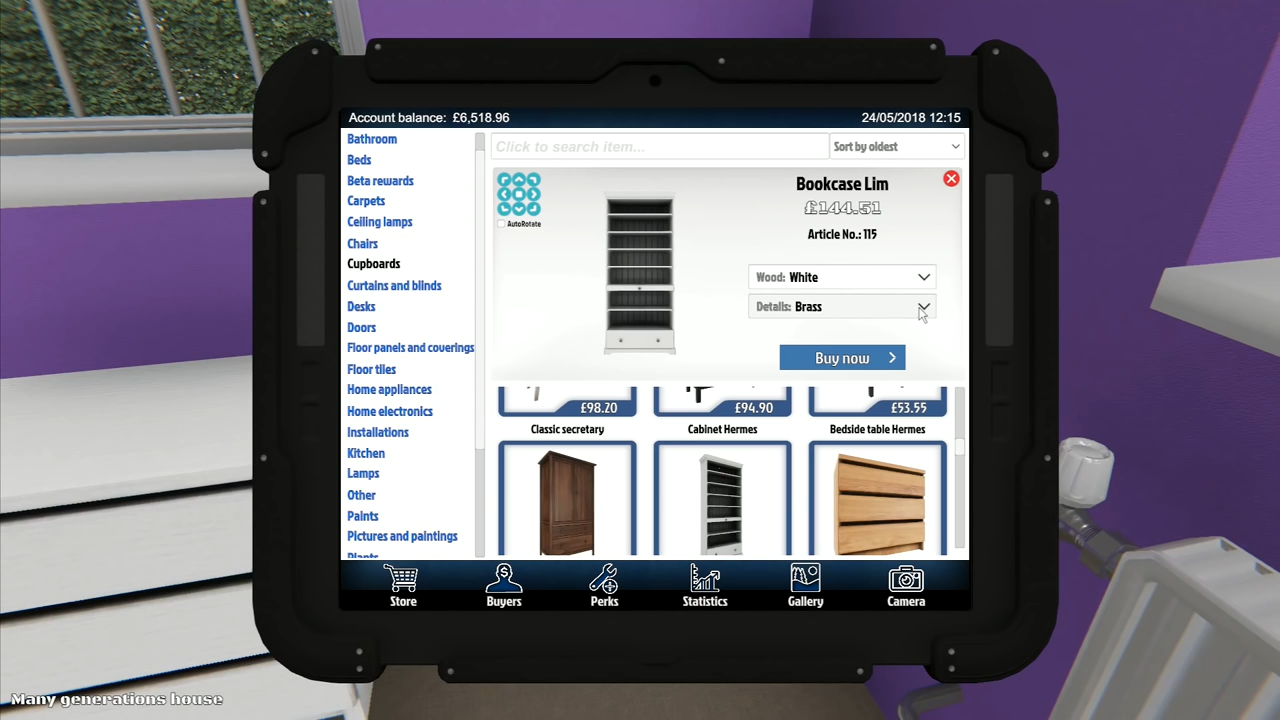 Account balance: £6,518.96
24/05/2018 12:15
Bathroom
Beds
Beta rewards
Carpets
Ceiling lamps
Chairs
Cupboards
Curtains and blinds
Desks
Doors
Floor panels and coverings
Floor tiles
Home appliances
Home electronics
Installations
Kitchen
Lamps
Other
Paints
Pictures and paintings
Plants
Click to search item...
Sort by oldest
AutoRotate
Bookcase Lim
£144.51
Article No.: 115
Wood: White
Details: Brass
Buy now
£98.20
£94.90
£53.55
Classic secretary
Cabinet Hermes
Bedside table Hermes
Store
Buyers
Perks
Statistics
Gallery
Camera
Many generations house